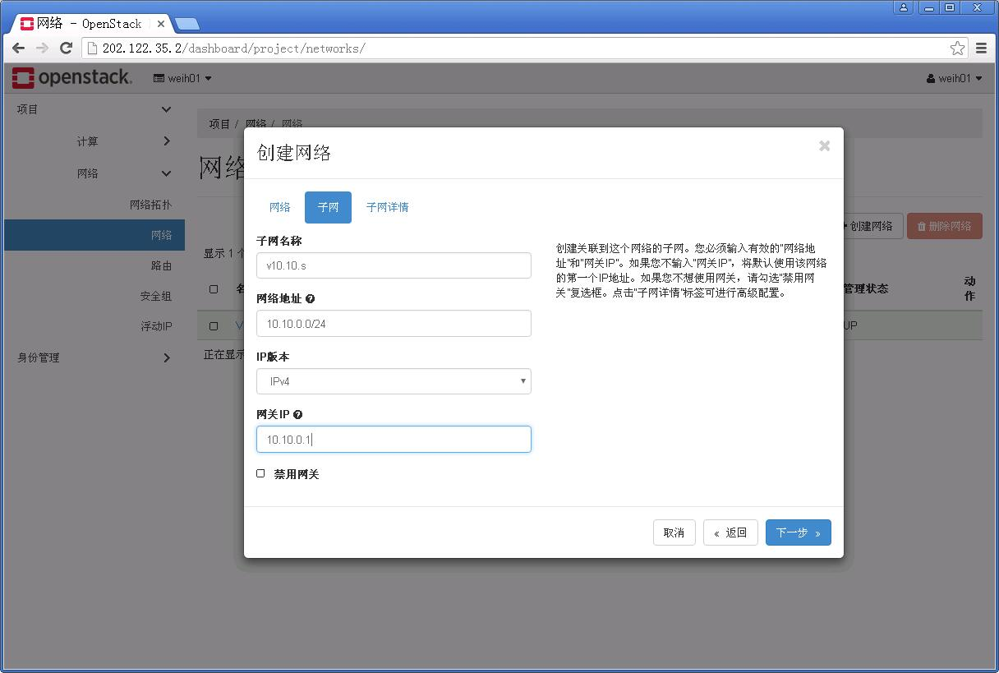 网络 - OpenStack
202.122.35.2/dashboard/project/networks/
openstack.
weih01
weih01
项目
计算
网络
网络拓扑
网络
路由
安全组
浮动IP
身份管理
项目 / 网络 / 网络
网络
创建网络
删除网络
显示 1 个
管理状态
动
作
UP
正在显示
创建网络
网络
子网
子网详情
子网名称
v10.10.s
网络地址
10.10.0.0/24
IP版本
IPv4
网关IP
10.10.0.1
禁用网关
创建关联到这个网络的子网。您必须输入有效的"网络地
址"和"网关IP"。如果您不输入"网关IP"，将默认使用该网络
的第一个IP地址。如果您不想使用网关，请勾选"禁用网
关"复选框。点击"子网详情"标签可进行高级配置。
取消
« 返回
下一步 »